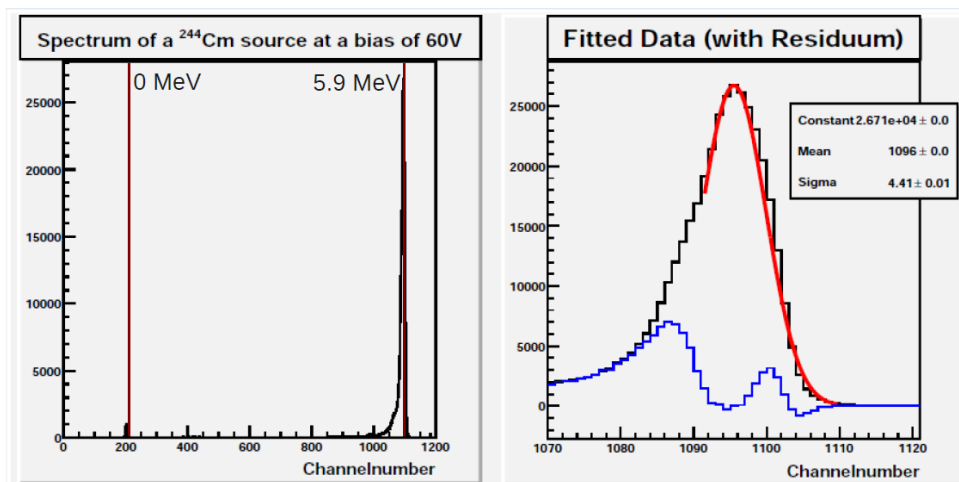 Spectrum of a ²⁴⁴Cm source at a bias of 60V
0 MeV
5.9 MeV
25000
20000
15000
10000
5000
0
0 200 400 600 800 1000 1200
Channelnumber
Fitted Data (with Residuum)
25000
20000
15000
10000
5000
0
1070 1080 1090 1100 1110 1120
Channelnumber
Constant 2.671e+04 ± 0.0
Mean 1096 ± 0.0
Sigma 4.41 ± 0.01